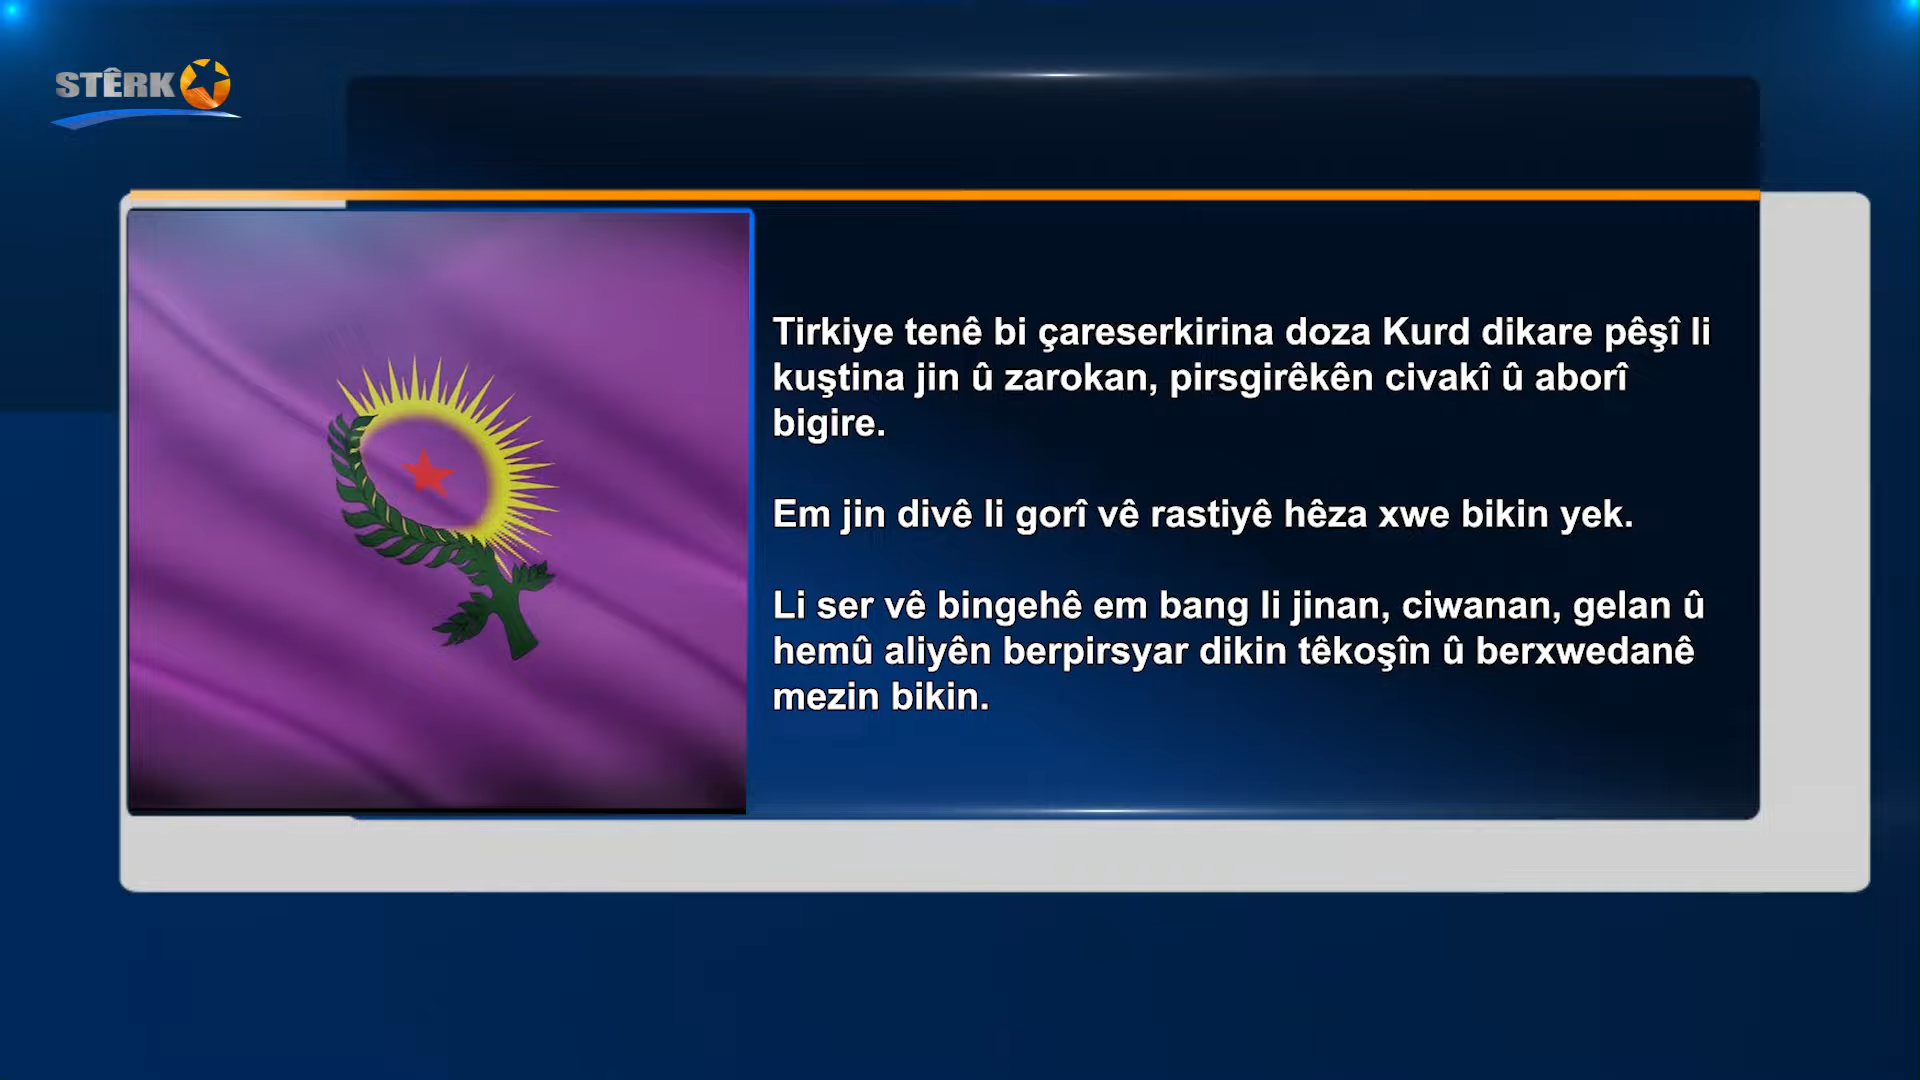 STÊRK
Tirkiye tenê bi çareserkirina doza Kurd dikare pêşî li
kuştina jin û zarokan, pirsgirêkên civakî û aborî
bigire.
Em jin divê li gorî vê rastiyê hêza xwe bikin yek.
Li ser vê bingehê em bang li jinan, ciwanan, gelan û
hemû aliyên berpirsyar dikin têkoşîn û berxwedanê
mezin bikin.